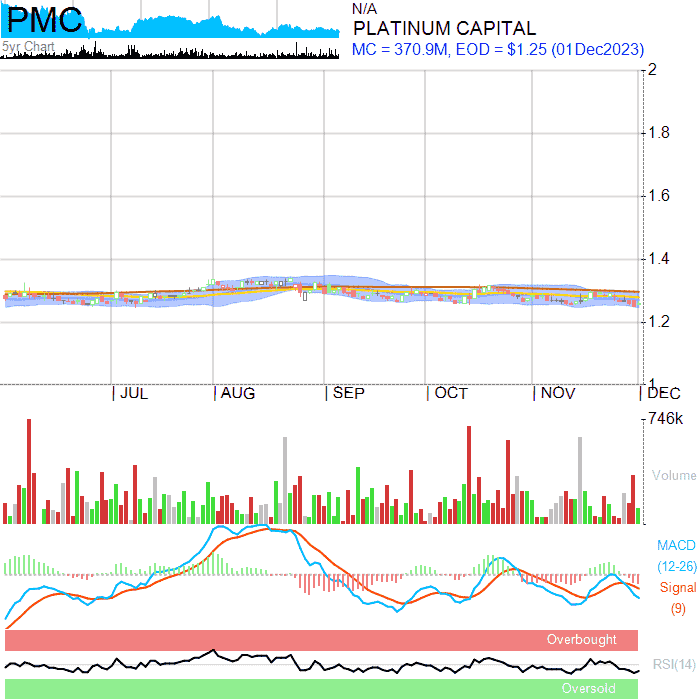 PMC
5yr Chart
N/A
PLATINUM CAPITAL
MC = 370.9M, EOD = $1.25 (01Dec2023)
2
1.8
1.6
1.4
1.2
1
JUL AUG SEP OCT NOV DEC
746k
Volume
MACD
(12-26)
Signal
(9)
Overbought
RSI(14)
Oversold